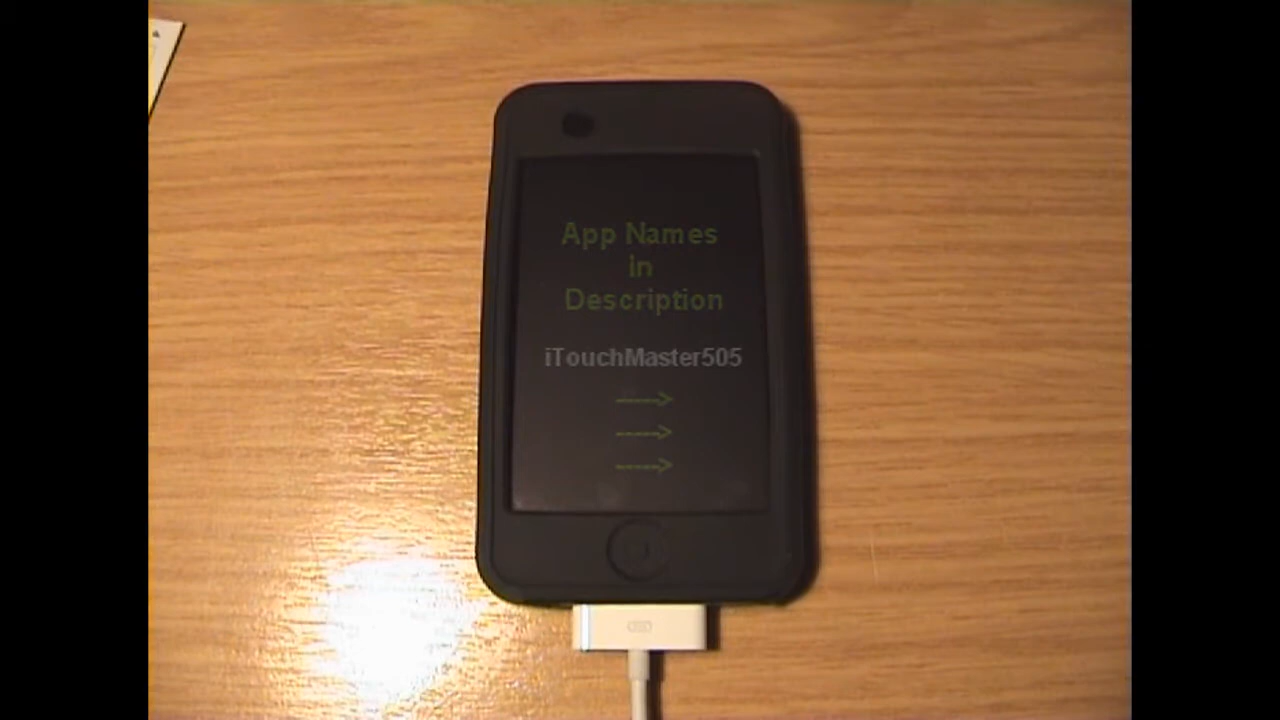 App Names
in
Description
iTouchMaster505
---->
---->
---->